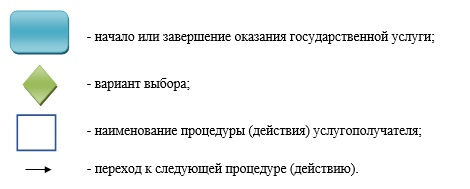 - начало или завершение оказания государственной услуги;
- вариант выбора;
- наименование процедуры (действия) услугополучателя;
- переход к следующей процедуре (действию).